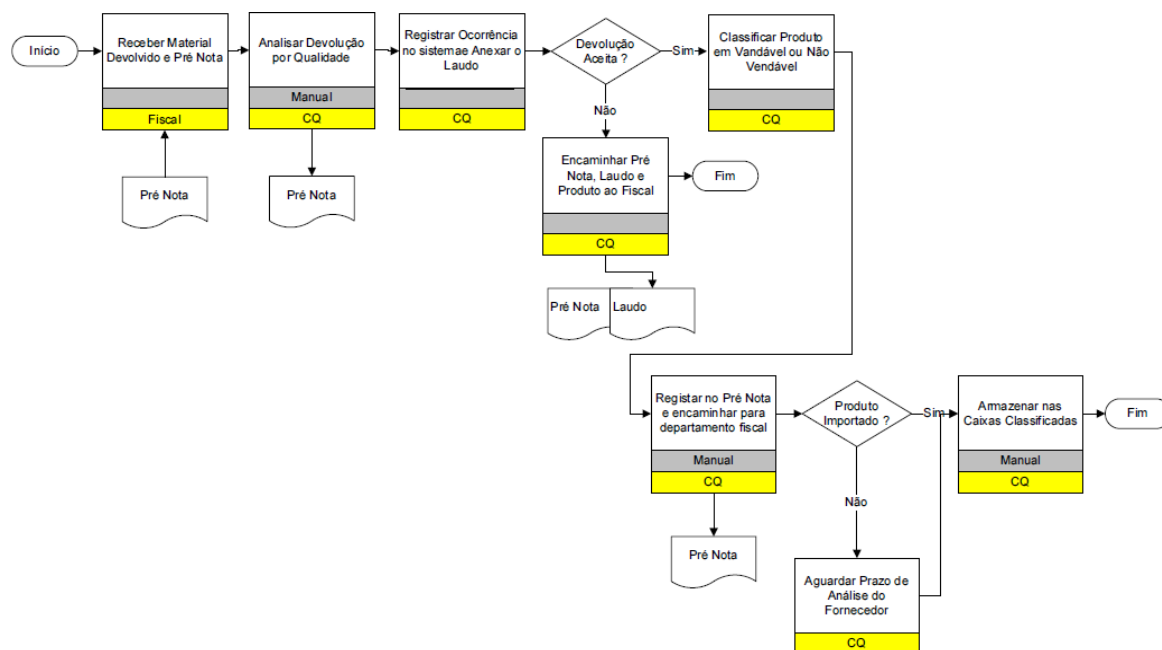 Início
Receber Material
Devolvido e Pré Nota
Fiscal
Pré Nota
Analisar Devolução
por Qualidade
Manual
CQ
Pré Nota
Registrar Ocorrência
no sistemae Anexar o
Laudo
CQ
Devolução
Aceita ?
Sim
Não
Classificar Produto
em Vandável ou Não
Vendável
CQ
Encaminhar Pré
Nota, Laudo e
Produto ao Fiscal
CQ
Fim
Pré Nota
Laudo
Registar no Pré Nota
e encaminhar para
departamento fiscal
Manual
CQ
Pré Nota
Produto
Importado ?
Sim
Não
Armazenar nas
Caixas Classificadas
Manual
CQ
Fim
Aguardar Prazo de
Análise do
Fornecedor
CQ